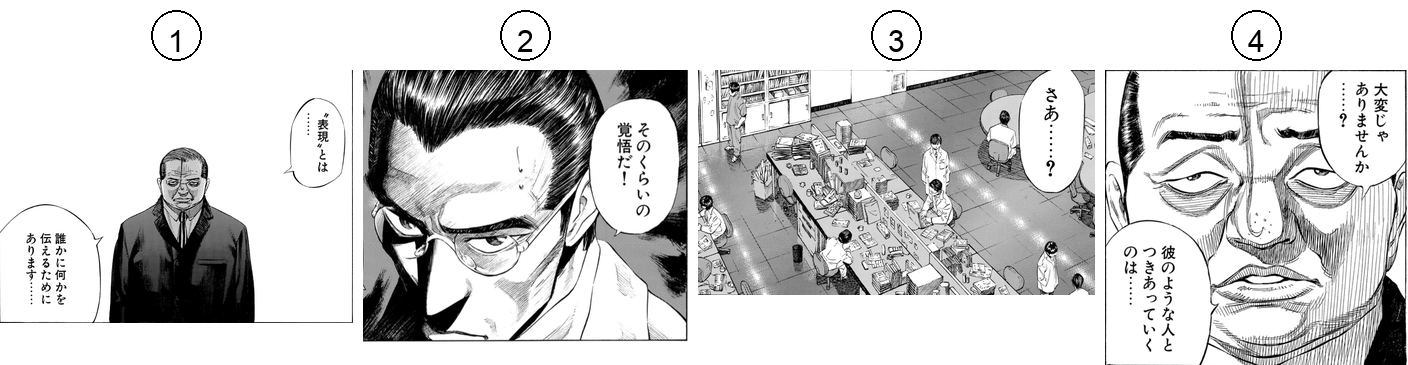 1
〝表現〟とは
……
誰かに何かを
伝えるために
あります……
2
そのくらいの
覚悟だ！
3
さあ……？
4
大変じゃ
ありませんか
……？
彼のような人と
つきあっていく
のは……